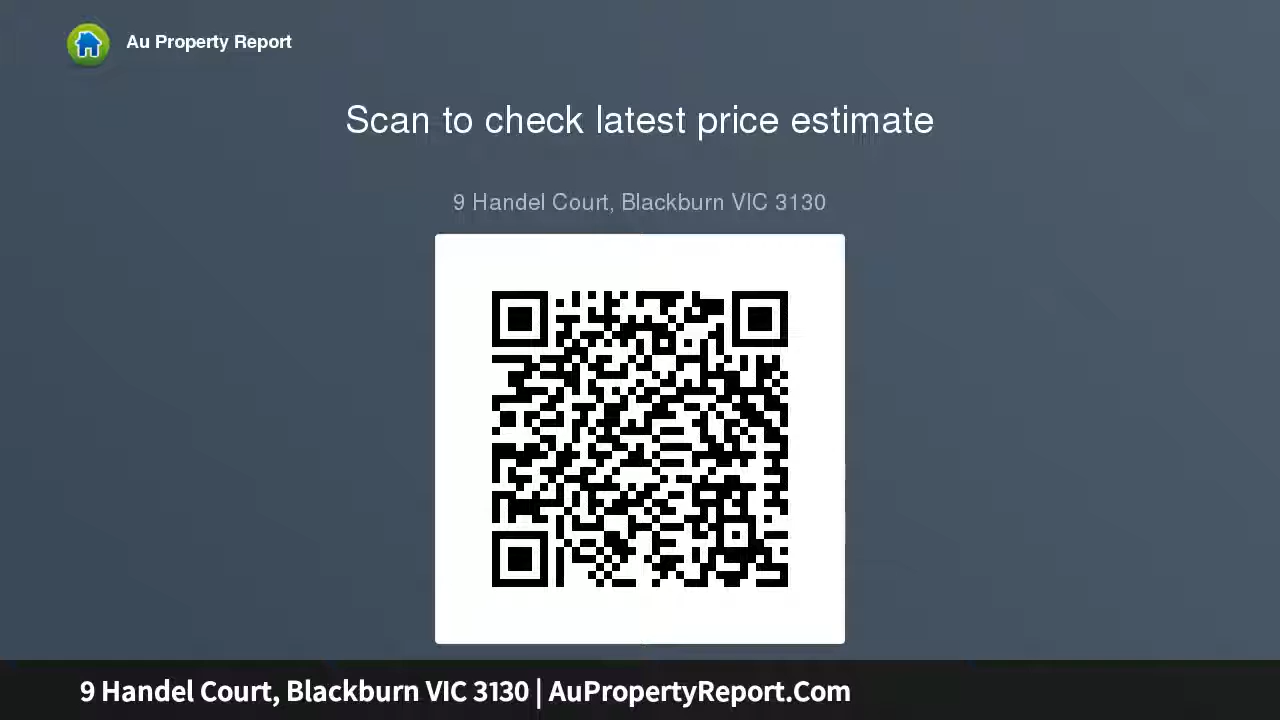 Au Property Report
Scan to check latest price estimate
9 Handel Court, Blackburn VIC 3130
9 Handel Court, Blackburn VIC 3130 | AuPropertyReport.Com